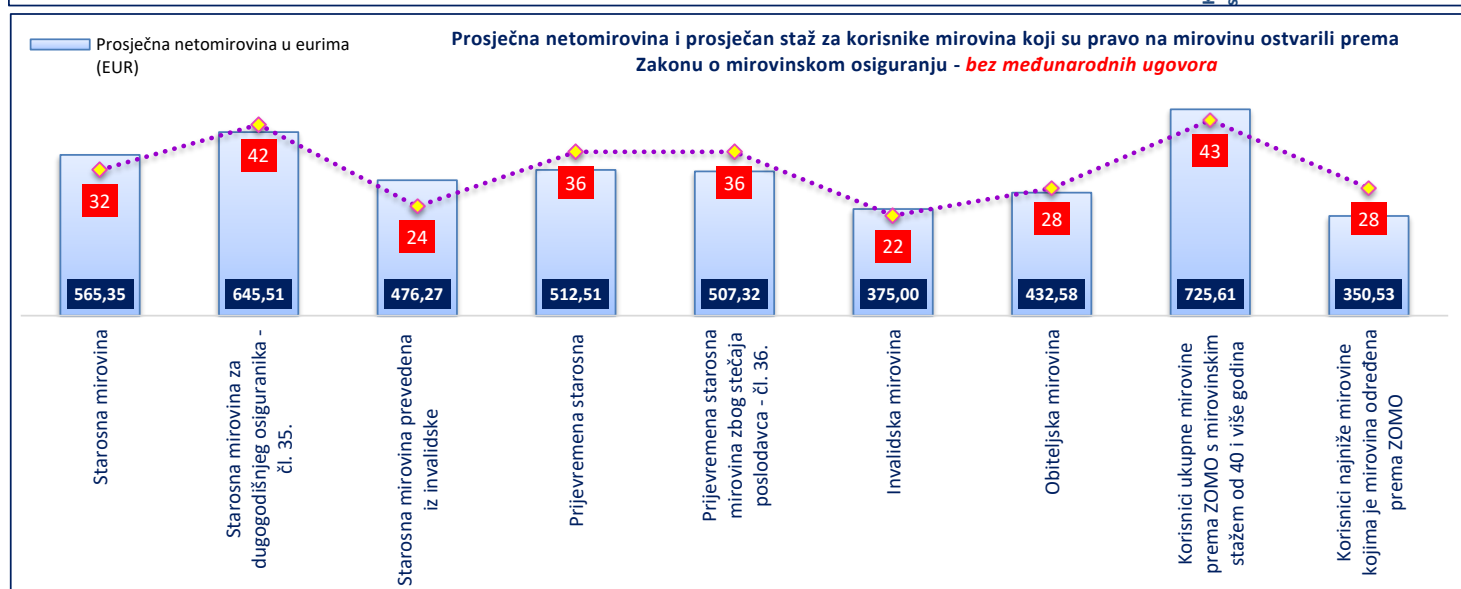 Prosječna netomirovina u eurima
(EUR)
Prosječna netomirovina i prosječan staž za korisnike mirovina koji su pravo na mirovinu ostvarili prema
Zakonu o mirovinskom osiguranju - bez međunarodnih ugovora
32
42
24
36
36
22
28
43
28
565,35
645,51
476,27
512,51
507,32
375,00
432,58
725,61
350,53
Starosna mirovina
Starosna mirovina za
dugogodišnjeg osiguranika -
čl. 35.
Starosna mirovina prevedena
iz invalidske
Prijevremena starosna
Prijevremena starosna
mirovina zbog stečaja
poslodavca - čl. 36.
Invalidska mirovina
Obiteljska mirovina
Korisnici ukupne mirovine
prema ZOMO s mirovinskim
stažem od 40 i više godina
Korisnici najniže mirovine
kojima je mirovina određena
prema ZOMO